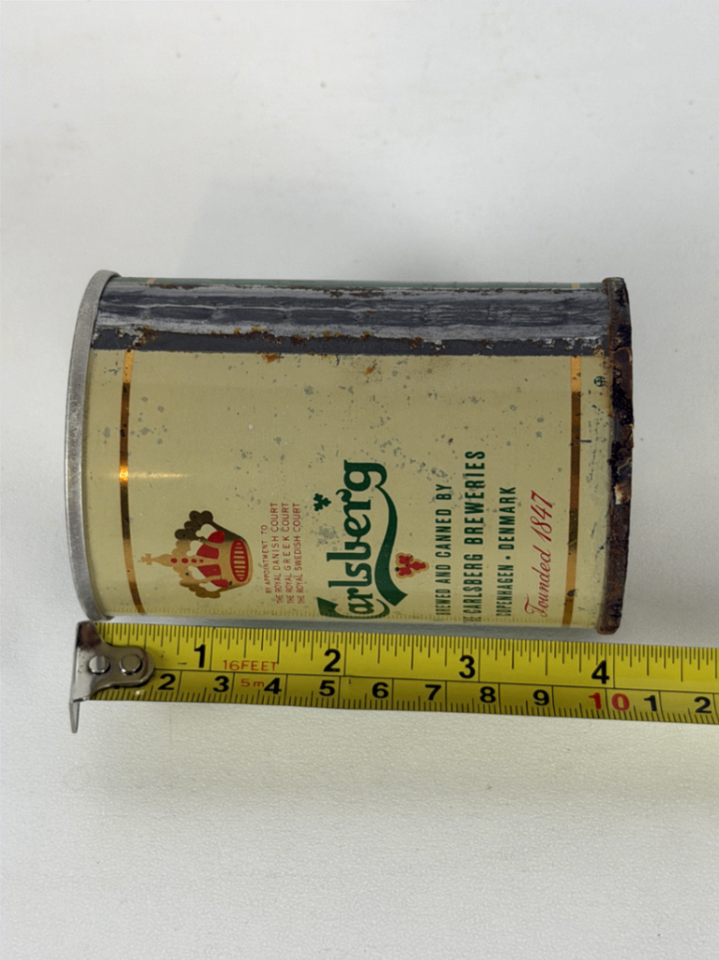 BY APPOINTMENT TO
THE ROYAL DANISH COURT
THE ROYAL GREEK COURT
THE ROYAL SWEDISH COURT
Carlsberg
BREWED AND CANNED BY
THE CARLSBERG BREWERIES
COPENHAGEN • DENMARK
Founded 1847
1 16FEET 2 3 4
2 3 5m 4 5 6 7 8 9 10 1 2